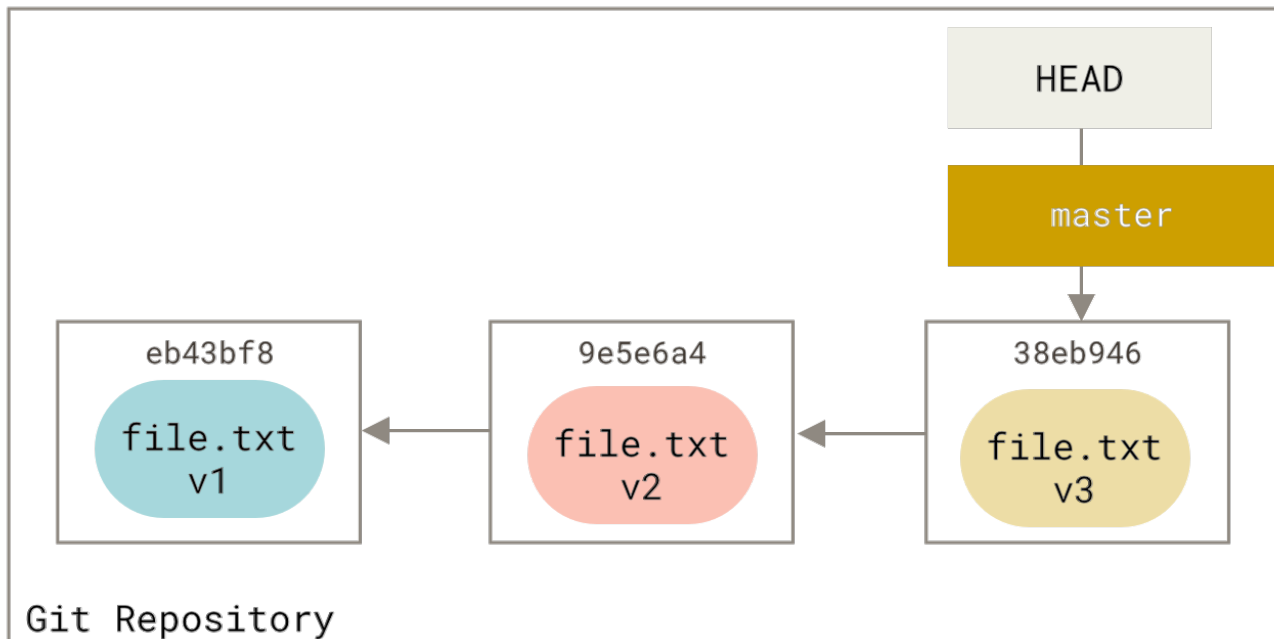 HEAD
master
eb43bf8
file.txt
v1
9e5e6a4
file.txt
v2
38eb946
file.txt
v3
Git Repository